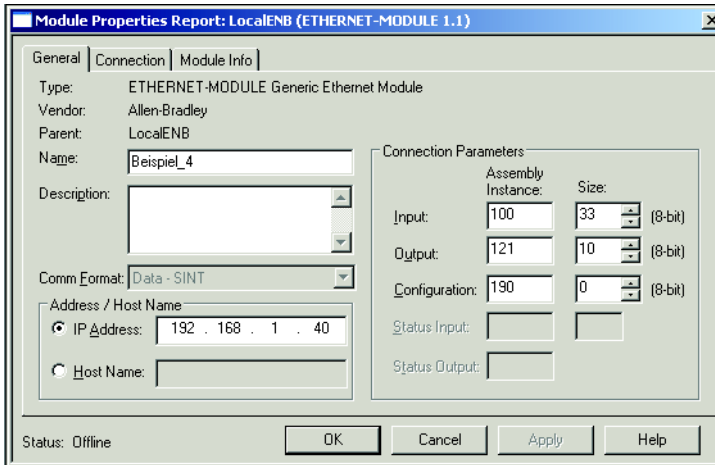 Module Properties Report: LocalENB (ETHERNET-MODULE 1.1)
General Connection Module Info
Type: ETHERNET-MODULE Generic Ethernet Module
Vendor: Allen-Bradley
Parent: LocalENB
Name: Beispiel_4
Description:
Comm Format: Data - SINT
Address / Host Name
IP Address: 192 . 168 . 1 . 40
Host Name:
Connection Parameters
Assembly Instance: Size:
Input: 100 33 (8-bit)
Output: 121 10 (8-bit)
Configuration: 190 0 (8-bit)
Status Input:
Status Output:
Status: Offline
OK Cancel Apply Help